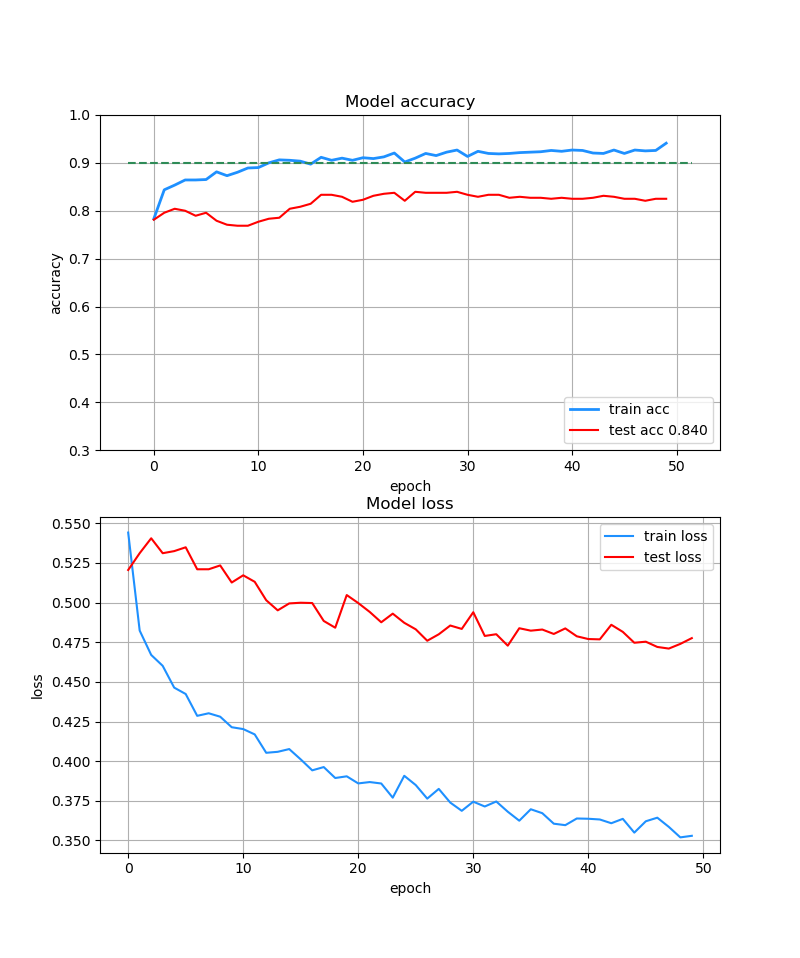 Model accuracy
1.0
0.9
0.8
0.7
0.6
0.5
0.4
0.3
accuracy
train acc
test acc 0.840
0 10 20 30 40 50
epoch
Model loss
0.550
0.525
0.500
0.475
0.450
0.425
0.400
0.375
0.350
loss
train loss
test loss
0 10 20 30 40 50
epoch